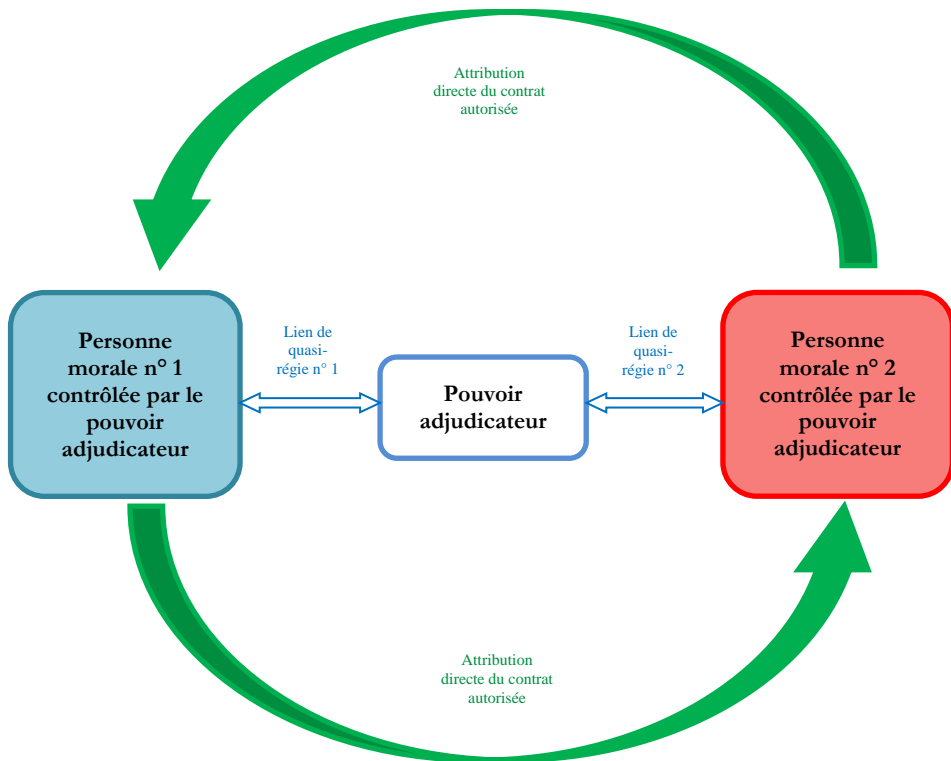 Attribution
directe du contrat
autorisée
Personne
morale n° 1
contrôlée par le
pouvoir
adjudicateur
Lien de
quasi-
régie n° 1
Pouvoir
adjudicateur
Lien de
quasi-
régie n° 2
Personne
morale n° 2
contrôlée par le
pouvoir
adjudicateur
Attribution
directe du contrat
autorisée